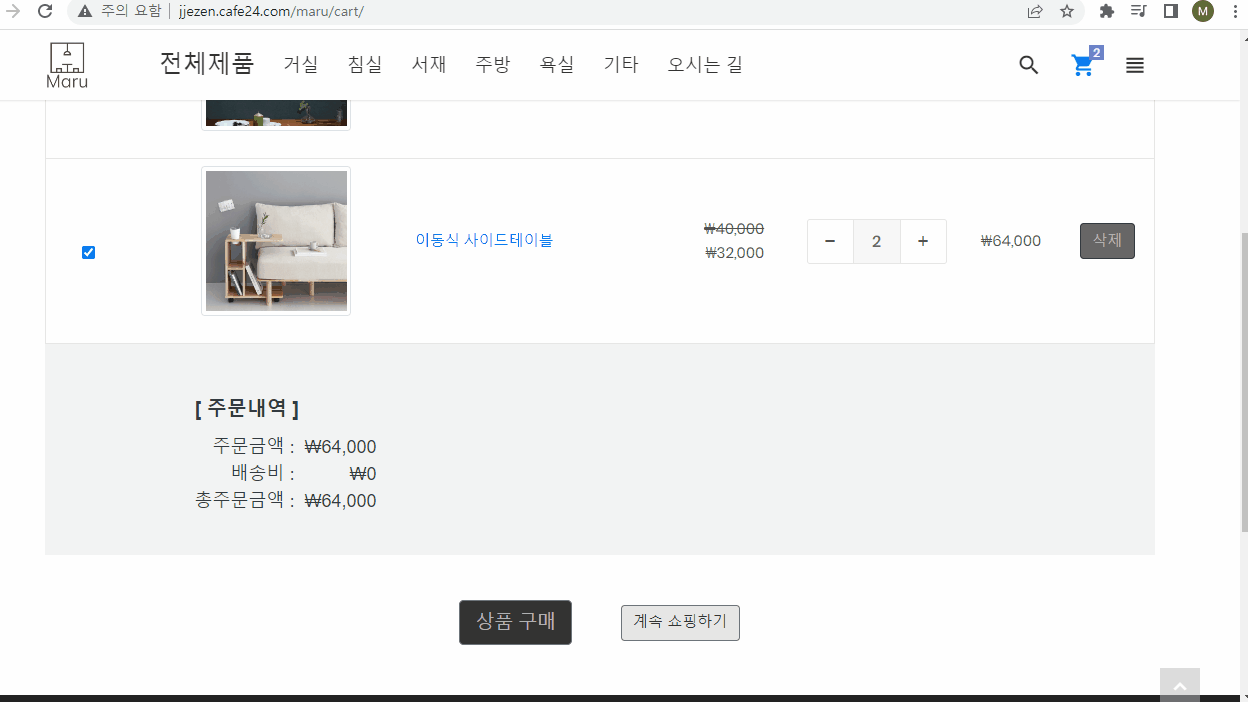 주의 요함 | jjezen.cafe24.com/maru/cart/
M
Maru
전체제품 거실 침실 서재 주방 욕실 기타 오시는 길
2
이동식 사이드테이블
₩40,000
₩32,000
− 2 +
₩64,000
삭제
[ 주문내역 ]
주문금액 : ₩64,000
배송비 : ₩0
총주문금액 : ₩64,000
상품 구매
계속 쇼핑하기